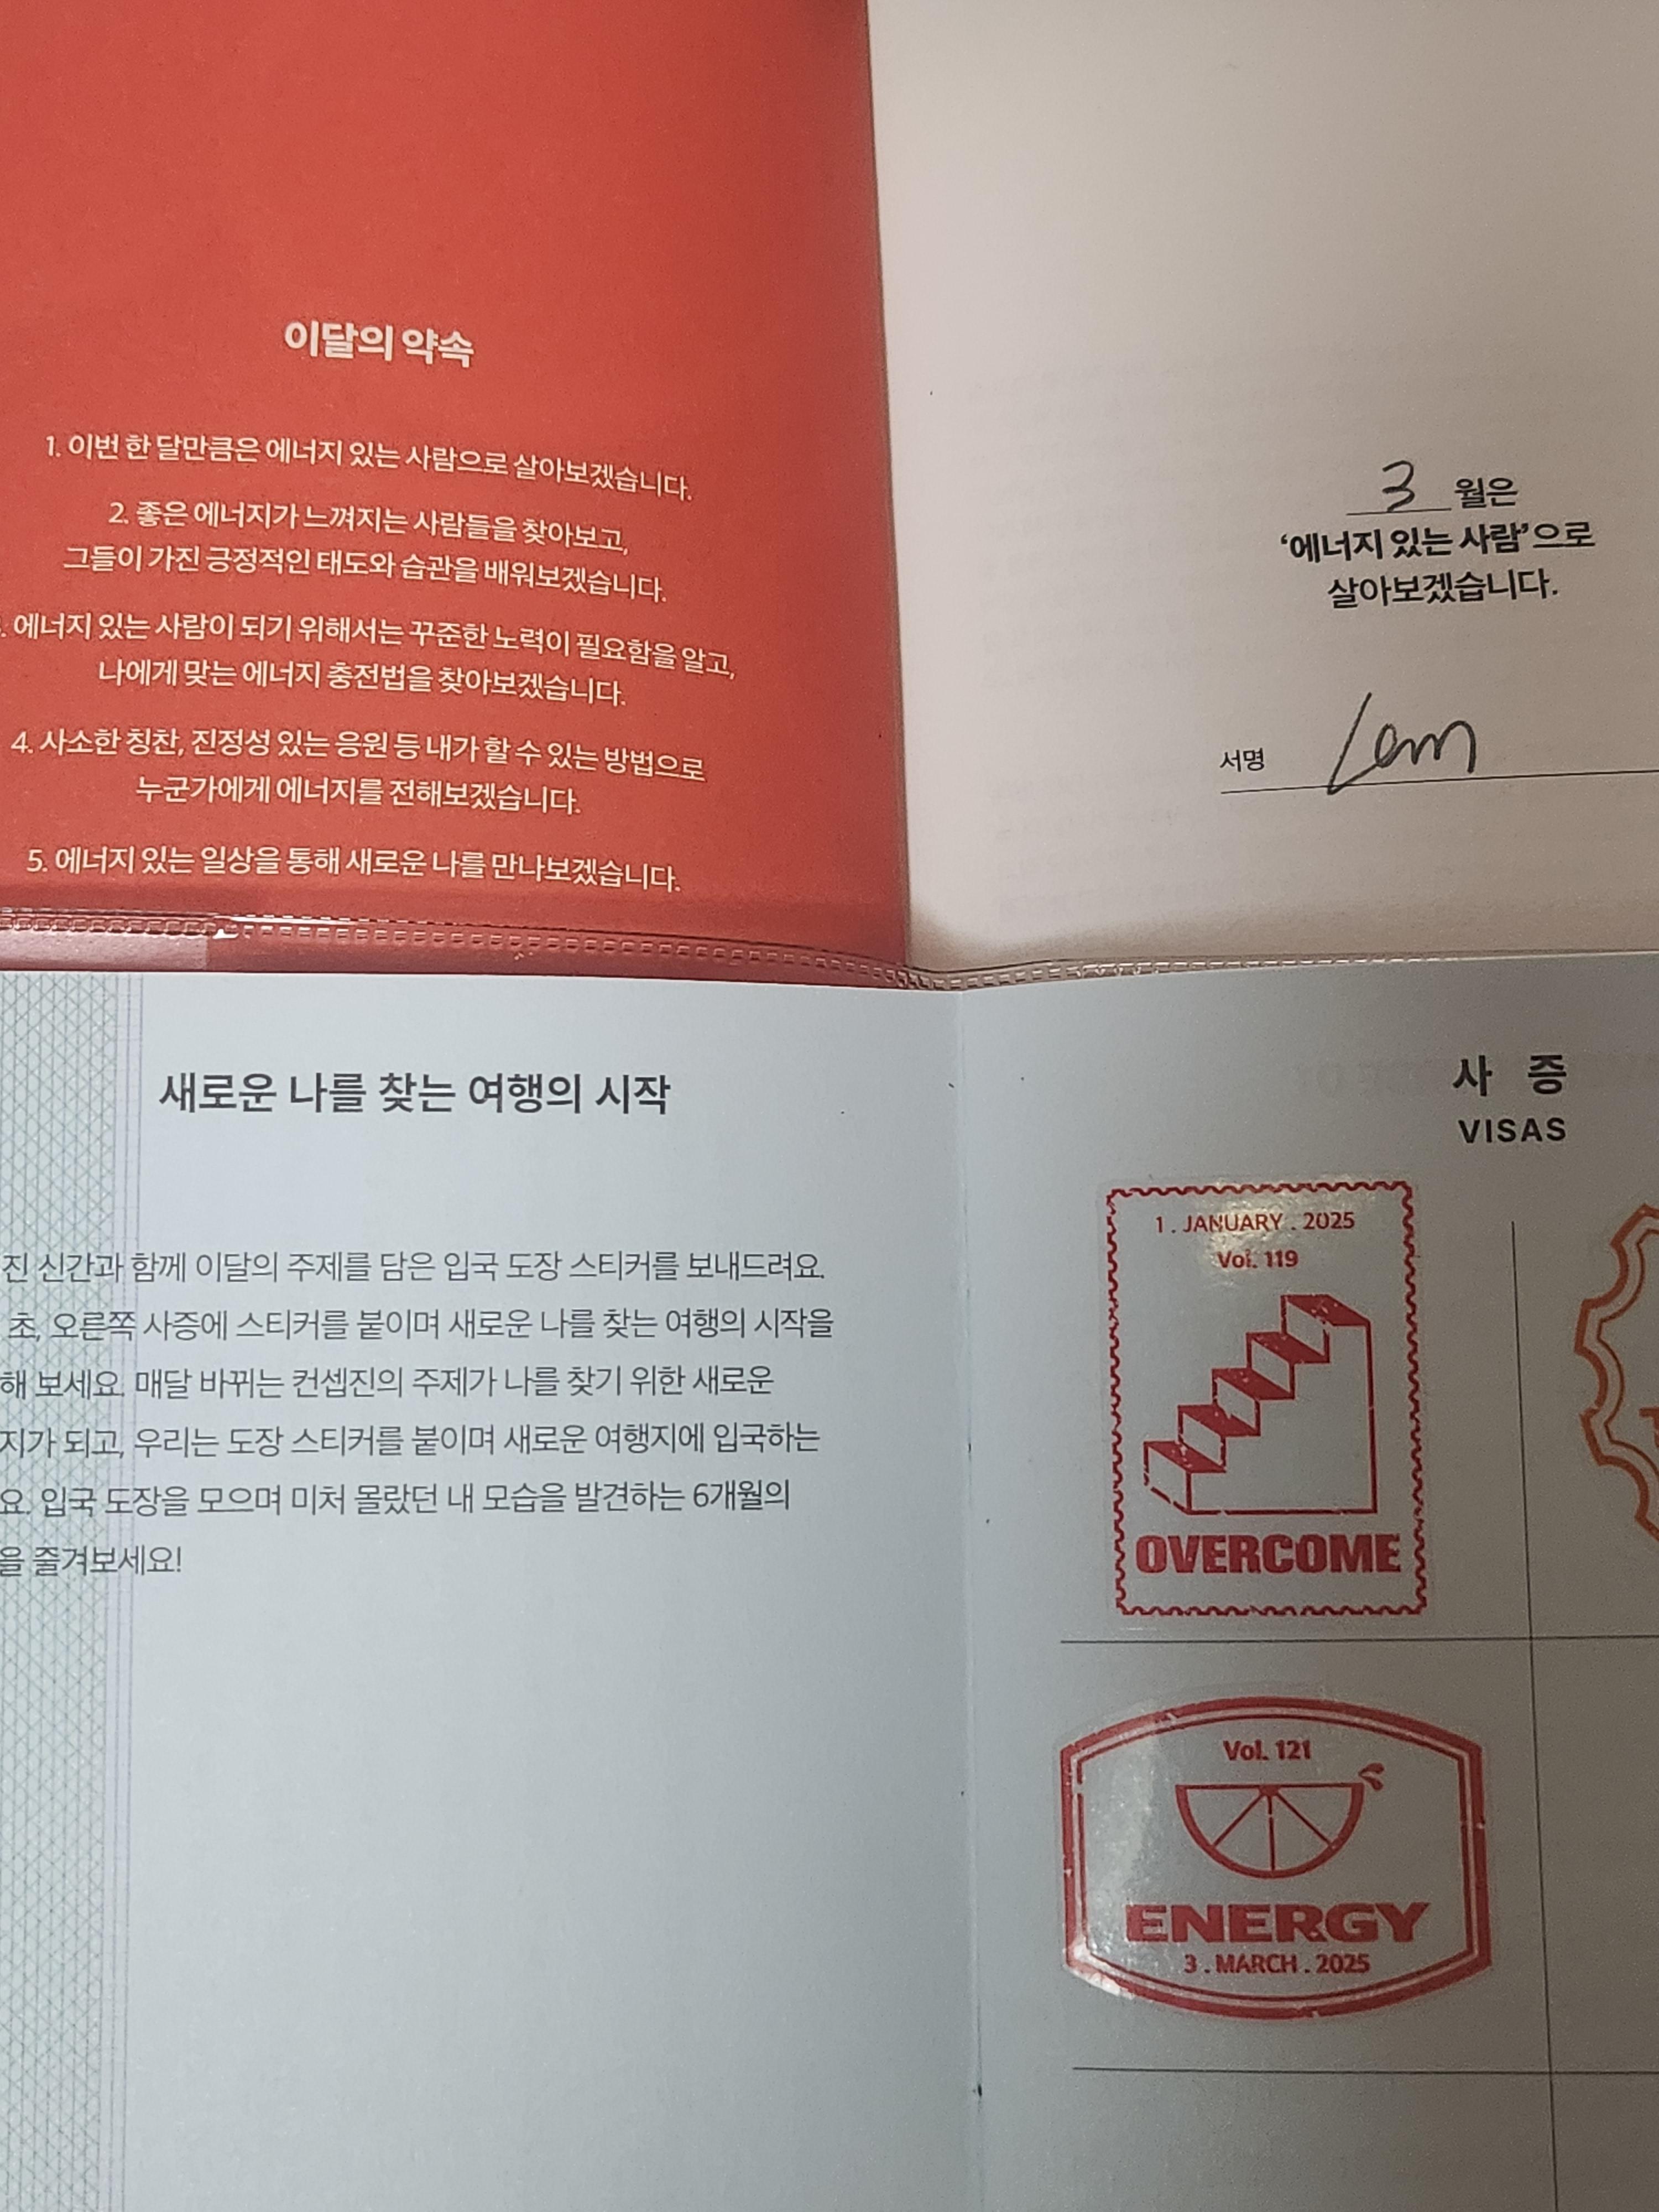 이달의 약속
1. 이번 한 달만큼은 에너지 있는 사람으로 살아보겠습니다.
2. 좋은 에너지가 느껴지는 사람들을 찾아보고,
그들이 가진 긍정적인 태도와 습관을 배워보겠습니다.
. 에너지 있는 사람이 되기 위해서는 꾸준한 노력이 필요함을 알고,
나에게 맞는 에너지 충전법을 찾아보겠습니다.
4. 사소한 칭찬, 진정성 있는 응원 등 내가 할 수 있는 방법으로
누군가에게 에너지를 전해보겠습니다.
5. 에너지 있는 일상을 통해 새로운 나를 만나보겠습니다.
3 월은
‘에너지 있는 사람’으로
살아보겠습니다.
서명
새로운 나를 찾는 여행의 시작
진 신간과 함께 이달의 주제를 담은 입국 도장 스티커를 보내드려요.
초, 오른쪽 사증에 스티커를 붙이며 새로운 나를 찾는 여행의 시작을
해 보세요. 매달 바뀌는 컨셉진의 주제가 나를 찾기 위한 새로운
지가 되고, 우리는 도장 스티커를 붙이며 새로운 여행지에 입국하는
요. 입국 도장을 모으며 미처 몰랐던 내 모습을 발견하는 6개월의
을 즐겨보세요!
사 증
VISAS
1 . JANUARY . 2025
Vol. 119
OVERCOME
Vol. 121
ENERGY
3 . MARCH . 2025